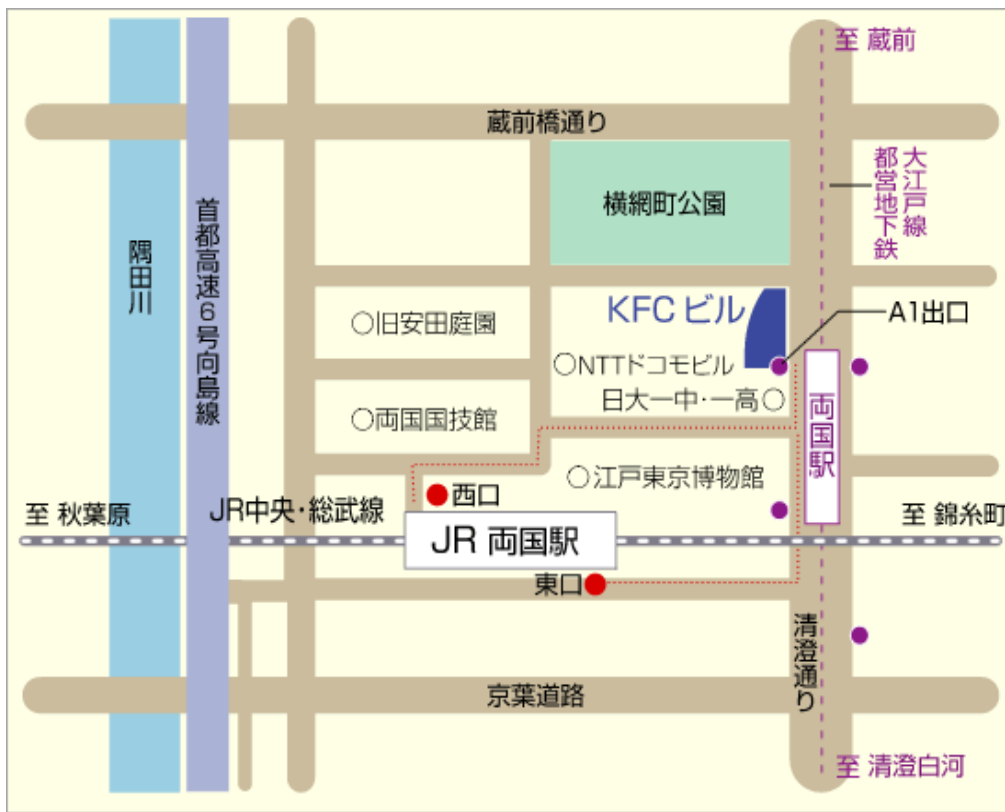 至 蔵前
蔵前橋通り
大江戸線
都営地下鉄
横網町公園
首都高速6号向島線
隅田川
KFC ビル
A1出口
○旧安田庭園
○NTTドコモビル
日大一中・一高○
○両国国技館
両国駅
○江戸東京博物館
西口
至 秋葉原
JR中央・総武線
JR 両国駅
至 錦糸町
東口
清澄通り
京葉道路
至 清澄白河